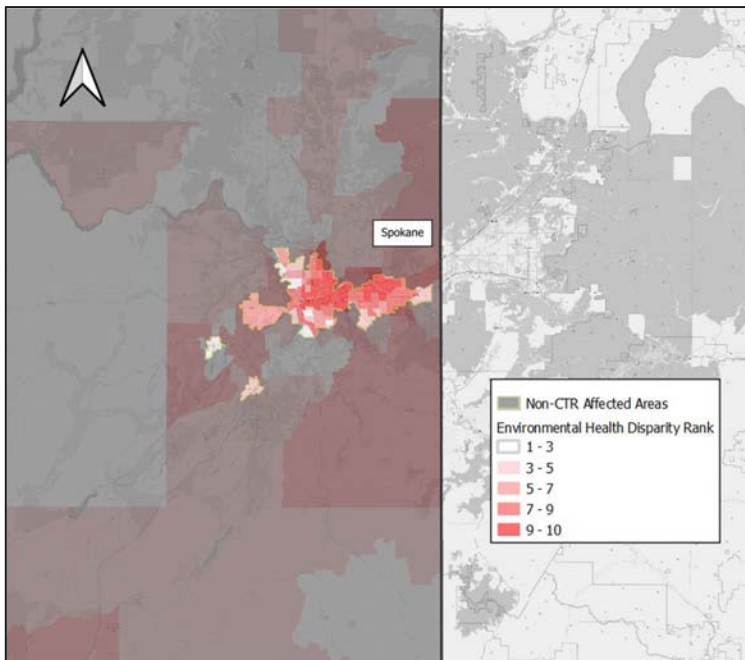 Spokane
Non-CTR Affected Areas
Environmental Health Disparity Rank
1 - 3
3 - 5
5 - 7
7 - 9
9 - 10